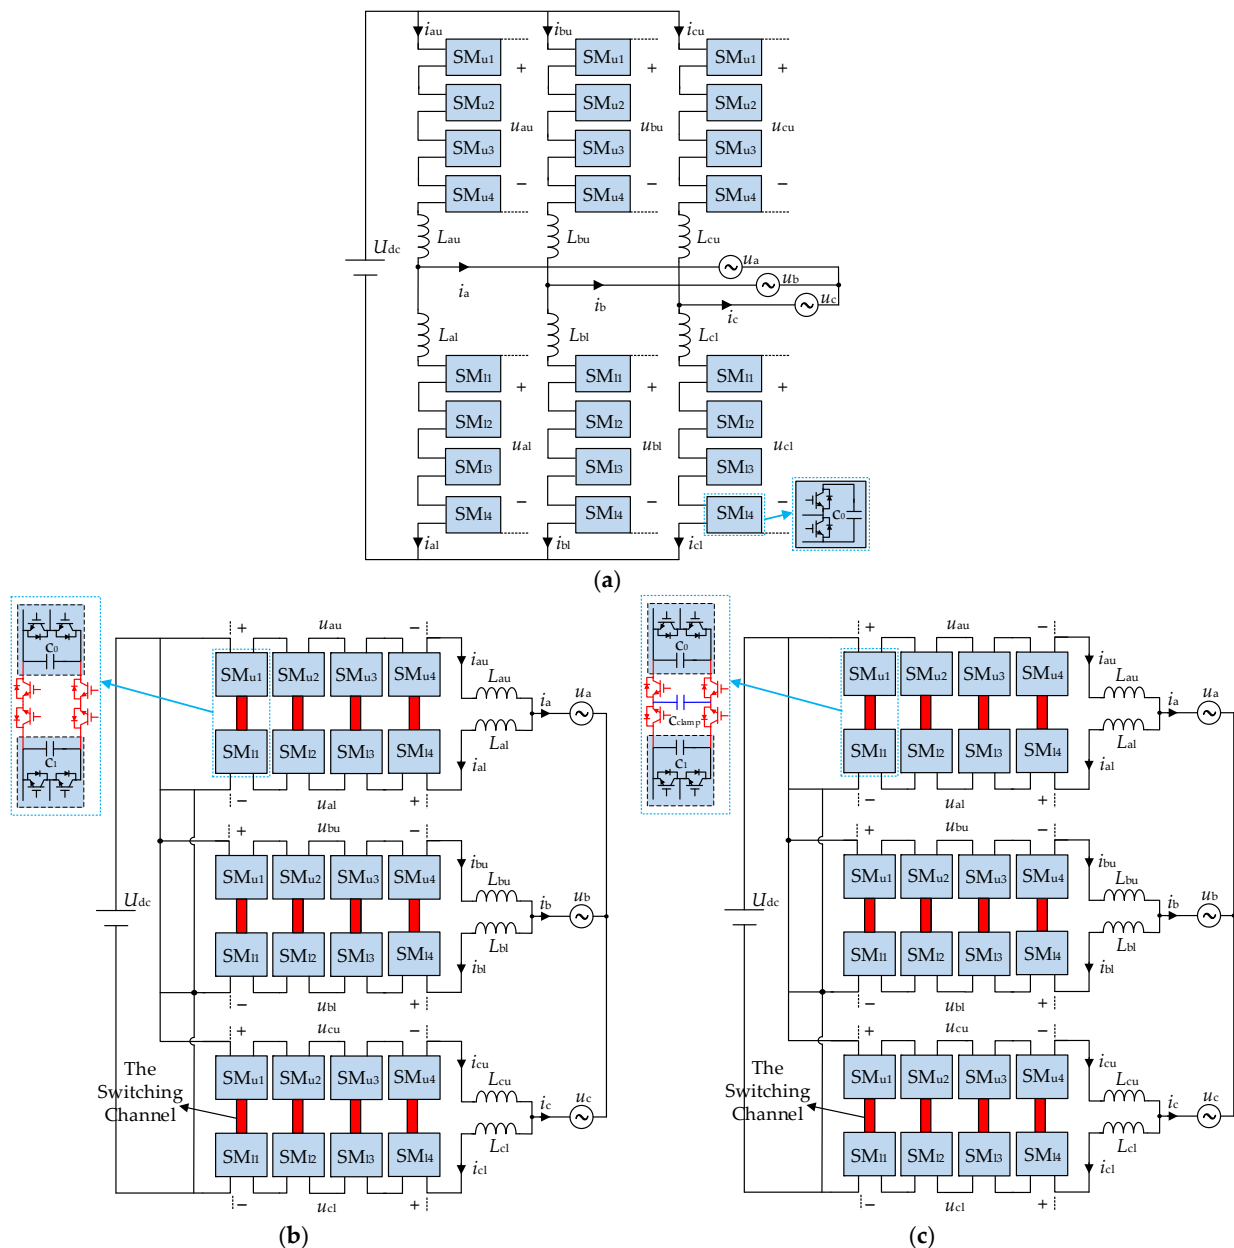 iau ibu icu
SMu1 SMu1 SMu1
+ + +
SMu2 SMu2 SMu2
uau ubu ucu
SMu3 SMu3 SMu3
SMu4 SMu4 SMu4
− − −
Udc
Lau Lbu Lcu
ua
ub
uc
ia
ib
ic
Lal Lbl Lcl
SMl1 SMl1 SMl1
+ + +
SMl2 SMl2 SMl2
ual ubl ucl
SMl3 SMl3 SMl3
SMl4 SMl4 SMl4
− − −
C0
ial ibl icl
(a)
C0
C1
+ uau −
SMu1 SMu2 SMu3 SMu4
iau
Lau
ua
ia
SMl1 SMl2 SMl3 SMl4
Lal
ial
− ual +
+ ubu −
SMu1 SMu2 SMu3 SMu4
ibu
Lbu
ub
ib
Udc
SMl1 SMl2 SMl3 SMl4
Lbl
ibl
− ubl +
+ ucu −
SMu1 SMu2 SMu3 SMu4
icu
Lcu
uc
ic
The
Switching
Channel
SMl1 SMl2 SMl3 SMl4
Lcl
icl
− ucl +
(b)
C0
Cclamp
C1
+ uau −
SMu1 SMu2 SMu3 SMu4
iau
Lau
ua
ia
SMl1 SMl2 SMl3 SMl4
Lal
ial
− ual +
+ ubu −
SMu1 SMu2 SMu3 SMu4
ibu
Lbu
ub
ib
Udc
SMl1 SMl2 SMl3 SMl4
Lbl
ibl
− ubl +
+ ucu −
SMu1 SMu2 SMu3 SMu4
icu
Lcu
uc
ic
The
Switching
Channel
SMl1 SMl2 SMl3 SMl4
Lcl
icl
− ucl +
(c)